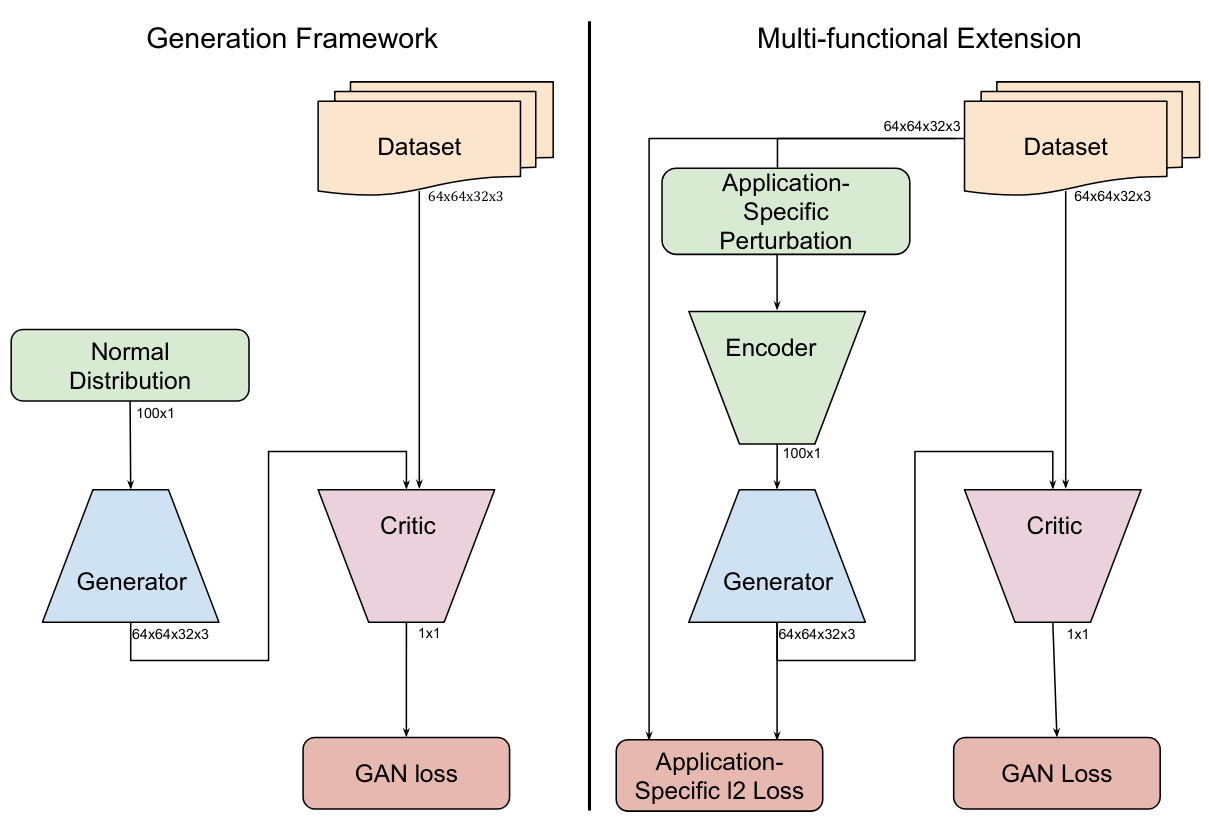 Generation Framework
Dataset
64x64x32x3
Normal
Distribution
100x1
Generator
64x64x32x3
Critic
1x1
GAN loss
Multi-functional Extension
64x64x32x3
Dataset
64x64x32x3
Application-
Specific
Perturbation
Encoder
100x1
Generator
64x64x32x3
Critic
1x1
Application-
Specific l2 Loss
GAN Loss